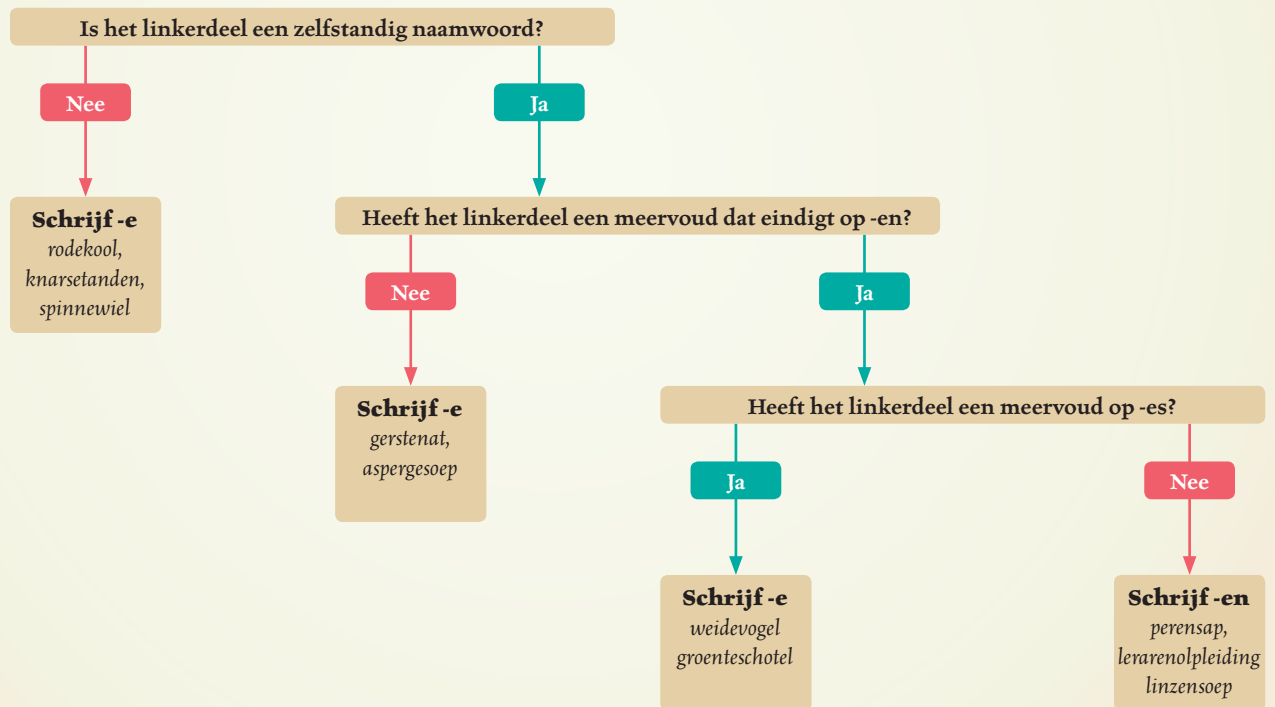 Is het linkerdeel een zelfstandig naamwoord?
Nee
Ja
Schrijf -e
rodekool,
knarsetanden,
spinnewiel
Heeft het linkerdeel een meervoud dat eindigt op -en?
Nee
Ja
Schrijf -e
gerstenat,
aspergesoep
Heeft het linkerdeel een meervoud op -es?
Ja
Nee
Schrijf -e
weidevogel
groenteschotel
Schrijf -en
perensap,
lerarenolpleiding
linzensoep